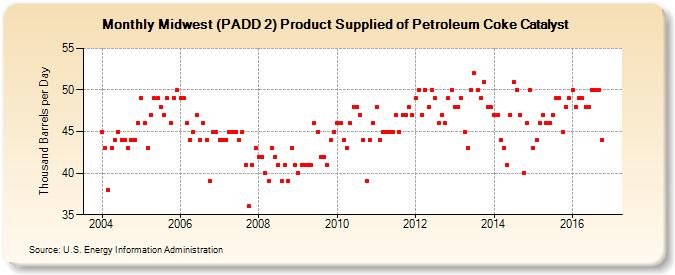 Monthly Midwest (PADD 2) Product Supplied of Petroleum Coke Catalyst
Thousand Barrels per Day
55
50
45
40
35
2004 2006 2008 2010 2012 2014 2016
Source: U.S. Energy Information Administration